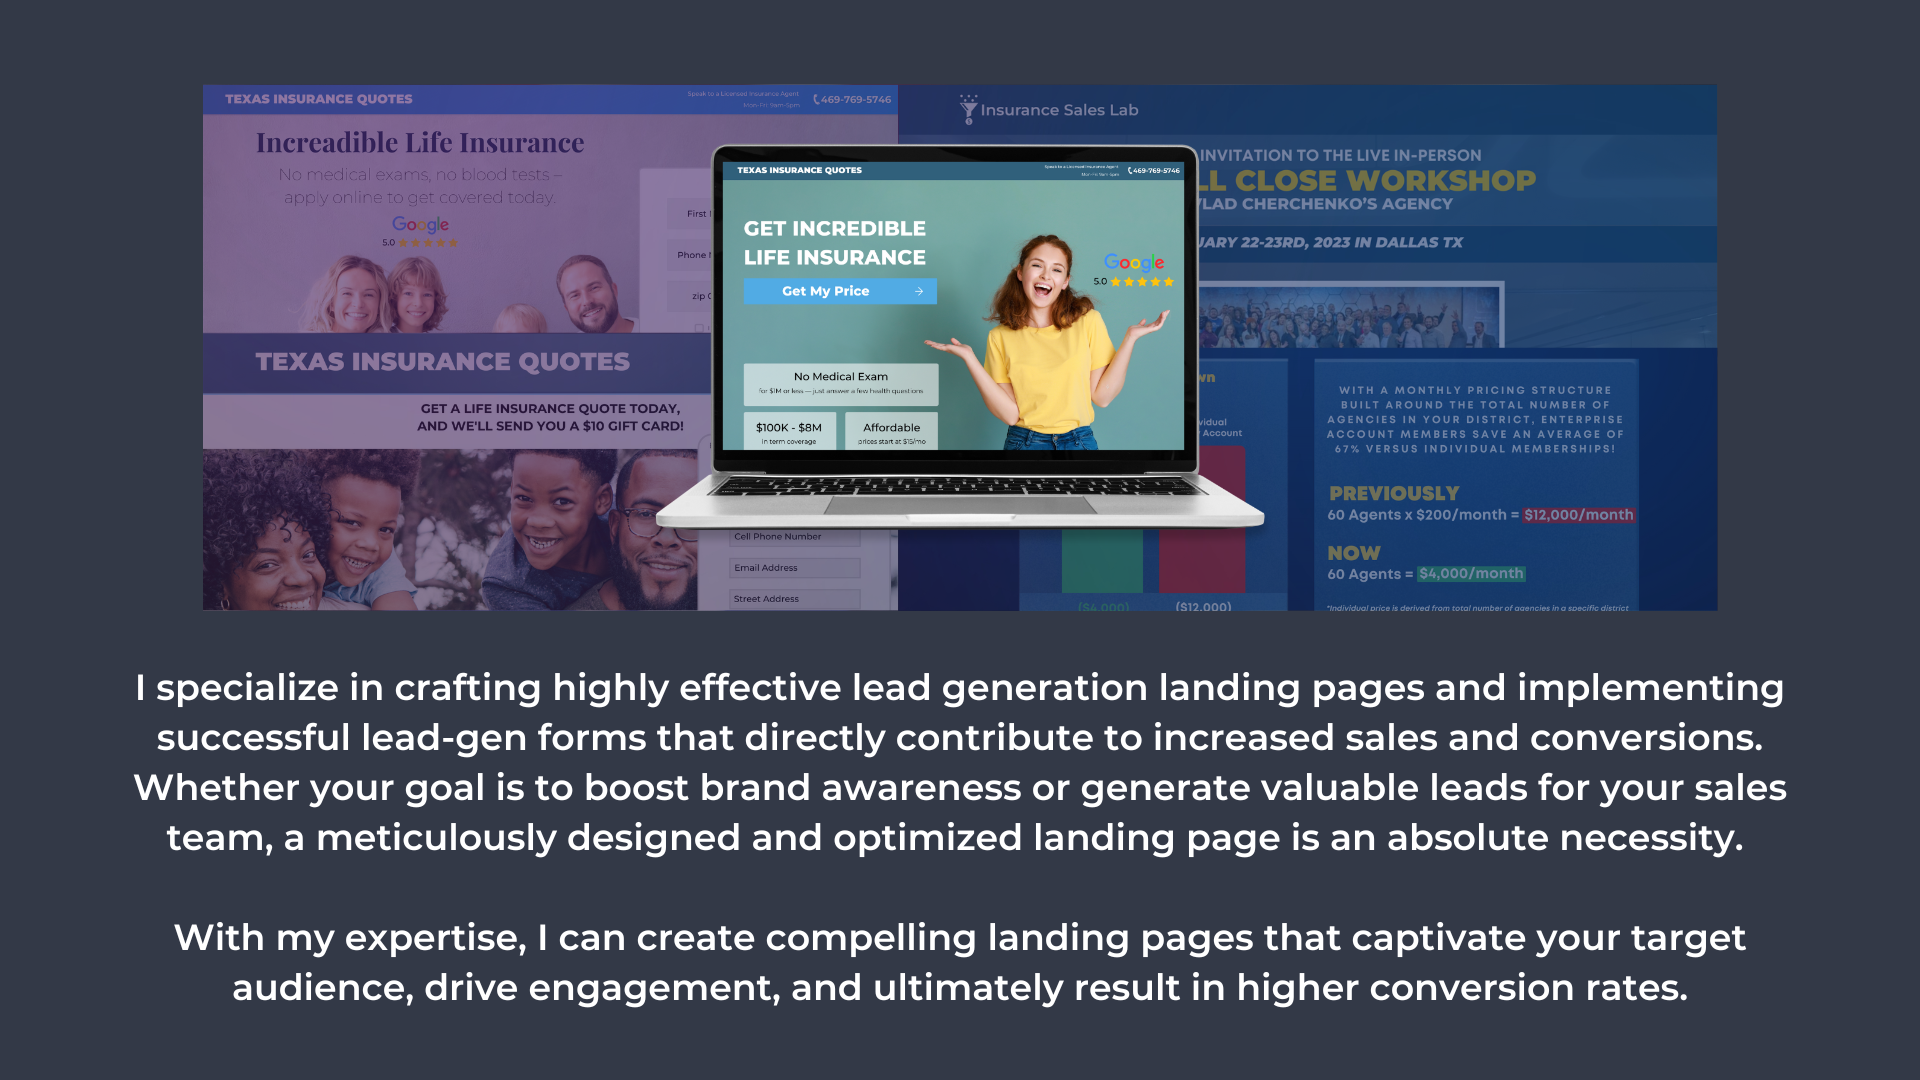 TEXAS INSURANCE QUOTES
Speak to a Licensed Insurance Agent
Mon-Fri 9am-5pm
469-769-5746
Increadible Life Insurance
No medical exams, no blood tests –
apply online to get covered today.
Google
5.0
First
Phone
zip
TEXAS INSURANCE QUOTES
GET A LIFE INSURANCE QUOTE TODAY,
AND WE'LL SEND YOU A $10 GIFT CARD!
Cell Phone Number
Email Address
Street Address
TEXAS INSURANCE QUOTES
Speak to a Licensed Insurance Agent
Mon-Fri 9am-5pm
469-769-5746
GET INCREDIBLE
LIFE INSURANCE
Get My Price →
Google
5.0
No Medical Exam
for $1M or less — just answer a few health questions
$100K - $8M
in term coverage
Affordable
prices start at $15/mo
Insurance Sales Lab
INVITATION TO THE LIVE IN-PERSON
LL CLOSE WORKSHOP
VLAD CHERCHENKO'S AGENCY
UARY 22-23RD, 2023 IN DALLAS TX
wn
vidual
Account
($4,000)
($12,000)
WITH A MONTHLY PRICING STRUCTURE
BUILT AROUND THE TOTAL NUMBER OF
AGENCIES IN YOUR DISTRICT, ENTERPRISE
ACCOUNT MEMBERS SAVE AN AVERAGE OF
67% VERSUS INDIVIDUAL MEMBERSHIPS!
PREVIOUSLY
60 Agents x $200/month = $12,000/month
NOW
60 Agents = $4,000/month
*Individual price is derived from total number of agencies in a specific district
I specialize in crafting highly effective lead generation landing pages and implementing
successful lead-gen forms that directly contribute to increased sales and conversions.
Whether your goal is to boost brand awareness or generate valuable leads for your sales
team, a meticulously designed and optimized landing page is an absolute necessity.
With my expertise, I can create compelling landing pages that captivate your target
audience, drive engagement, and ultimately result in higher conversion rates.